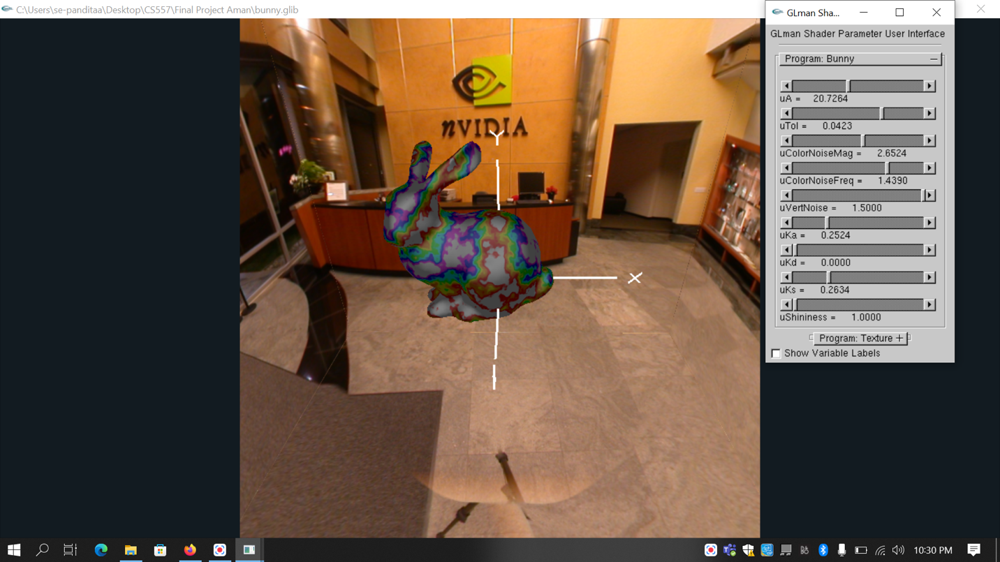 C:\Users\se-panditaa\Desktop\CS557\Final Project Aman\bunny.glib
GLman Sha...
GLman Shader Parameter User Interface
Program: Bunny
uA = 20.7264
uTol = 0.0423
uColorNoiseMag = 2.6524
uColorNoiseFreq = 1.4390
uVertNoise = 1.5000
uKa = 0.2524
uKd = 0.0000
uKs = 0.2634
uShininess = 1.0000
Program: Texture +
Show Variable Labels
nVIDIA
Y
X
10:30 PM